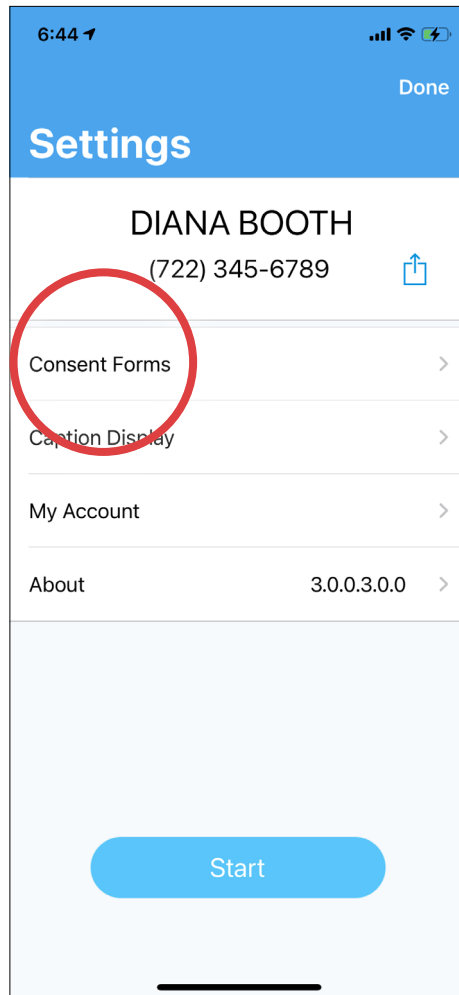 6:44
Done
Settings
DIANA BOOTH
(722) 345-6789
Consent Forms
Caption Display
My Account
About 3.0.0.3.0.0
Start